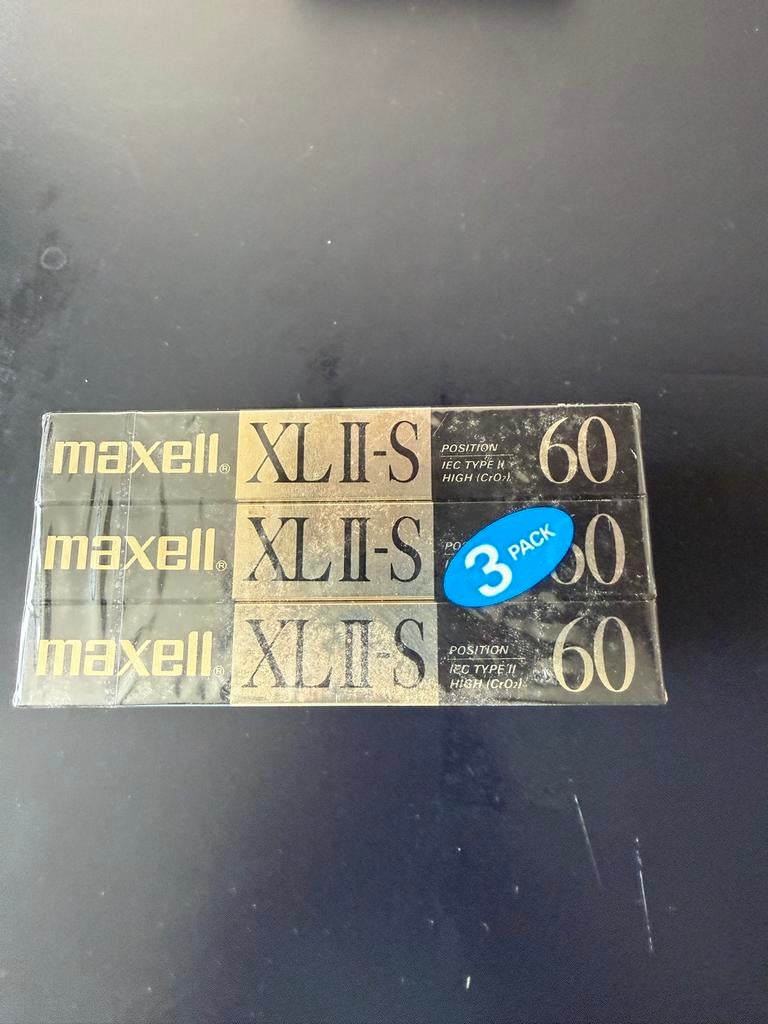 maxell® XLⅡ-S POSITION 60
IEC TYPE II
HIGH (CrO₂)
maxell® XLⅡ-S
3 PACK
maxell® XLⅡ-S POSITION 60
IEC TYPE II
HIGH (CrO₂)